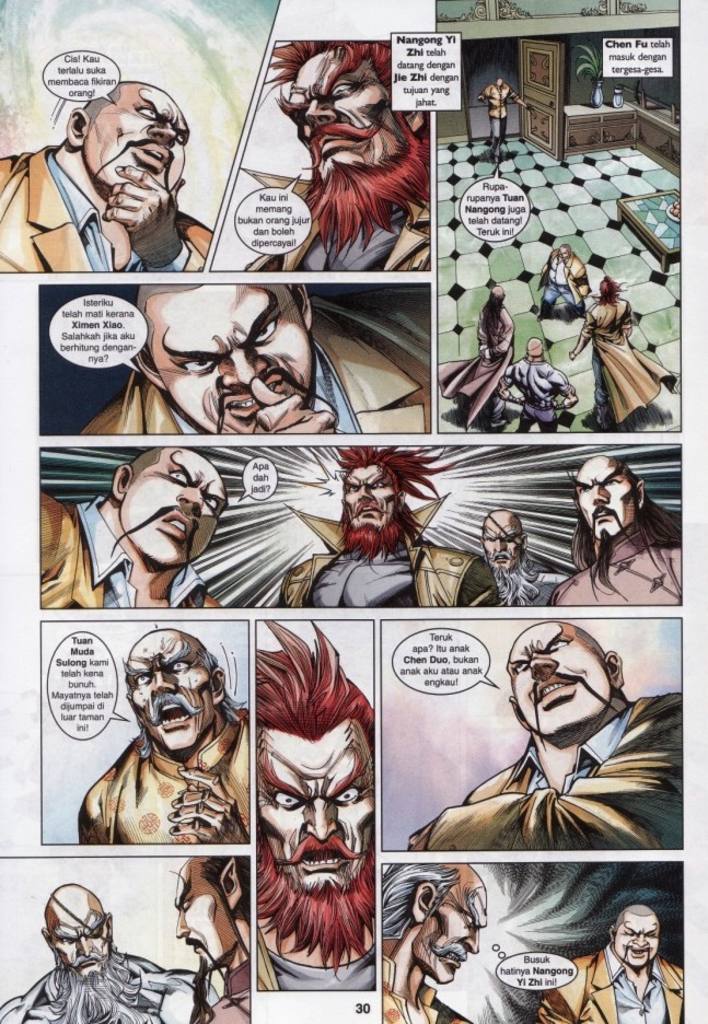 Cis! Kau
terlalu suka
membaca fikiran
orang!
Kau ini
memang
bukan orang jujur
dan boleh
dipercayai!
Nangong Yi
Zhi telah
datang dengan
Jie Zhi dengan
tujuan yang
jahat.
Chen Fu telah
masuk dengan
tergesa-gesa.
Rupa-
rupanya Tuan
Nangong juga
telah datang!
Teruk ini!
Isteriku
telah mati kerana
Ximen Xiao.
Salahkah jika aku
berhitung dengan-
nya?
Apa
dah
jadi?
Tuan
Muda
Sulong kami
telah kena
bunuh.
Mayatnya telah
dijumpai di
luar taman
ini!
Teruk
apa? Itu anak
Chen Duo, bukan
anak aku atau anak
engkau!
Busuk
hatinya Nangong
Yi Zhi ini!
30